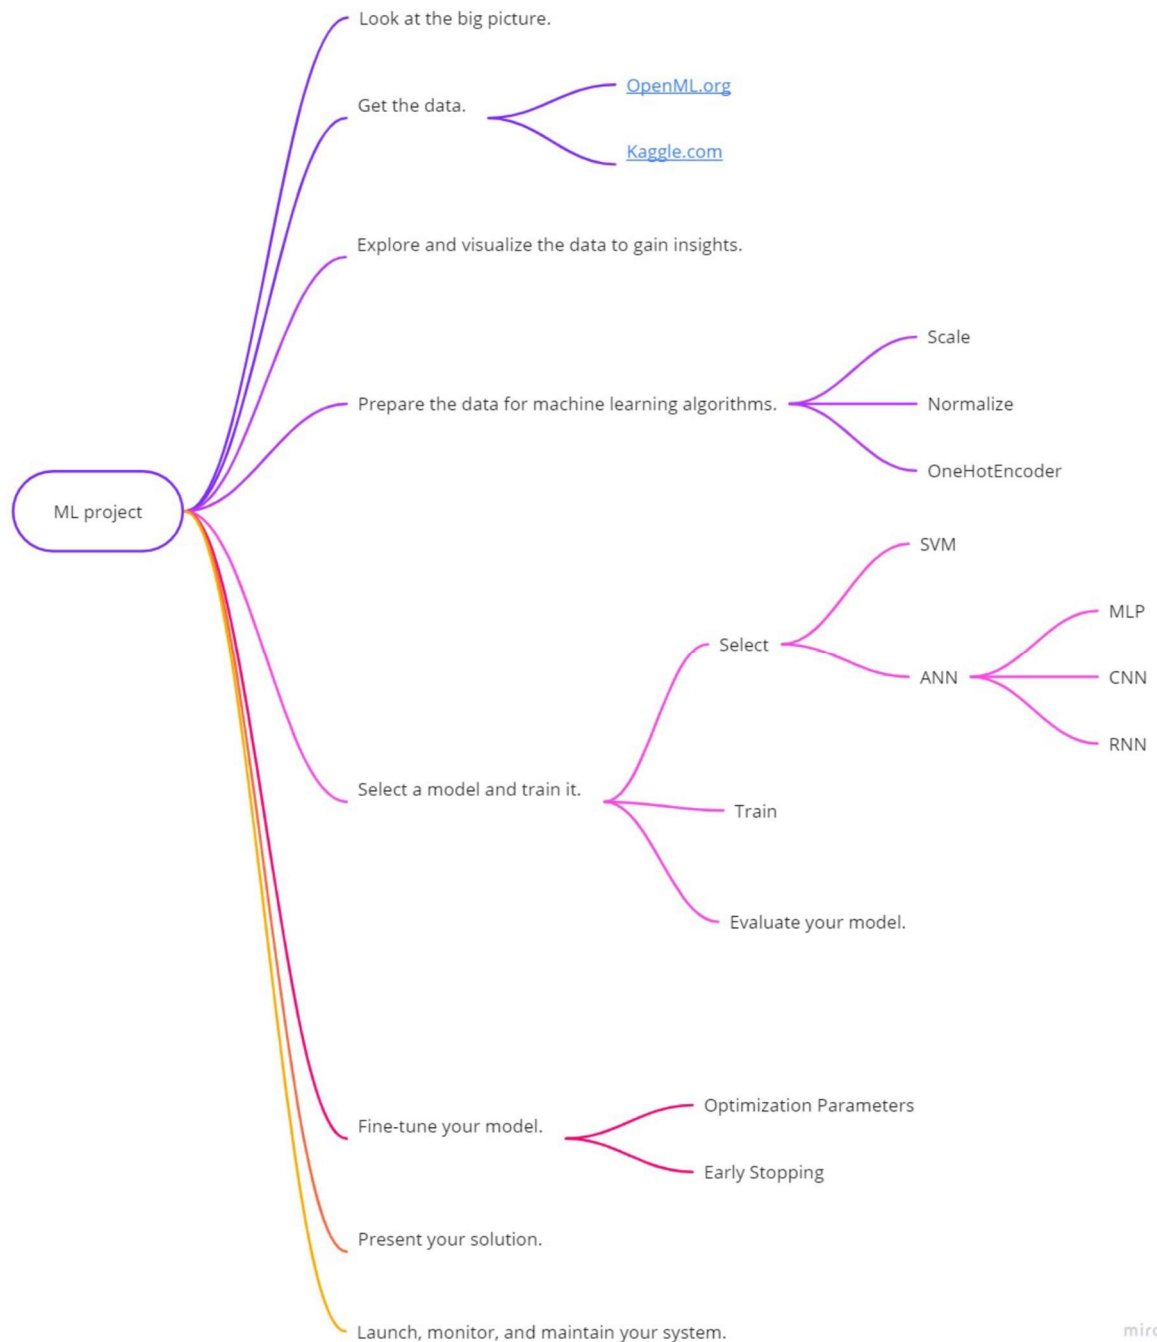 Look at the big picture.
Get the data.
OpenML.org
Kaggle.com
Explore and visualize the data to gain insights.
Prepare the data for machine learning algorithms.
Scale
Normalize
OneHotEncoder
ML project
Select a model and train it.
Select
SVM
ANN
MLP
CNN
RNN
Train
Evaluate your model.
Fine-tune your model.
Optimization Parameters
Early Stopping
Present your solution.
Launch, monitor, and maintain your system.